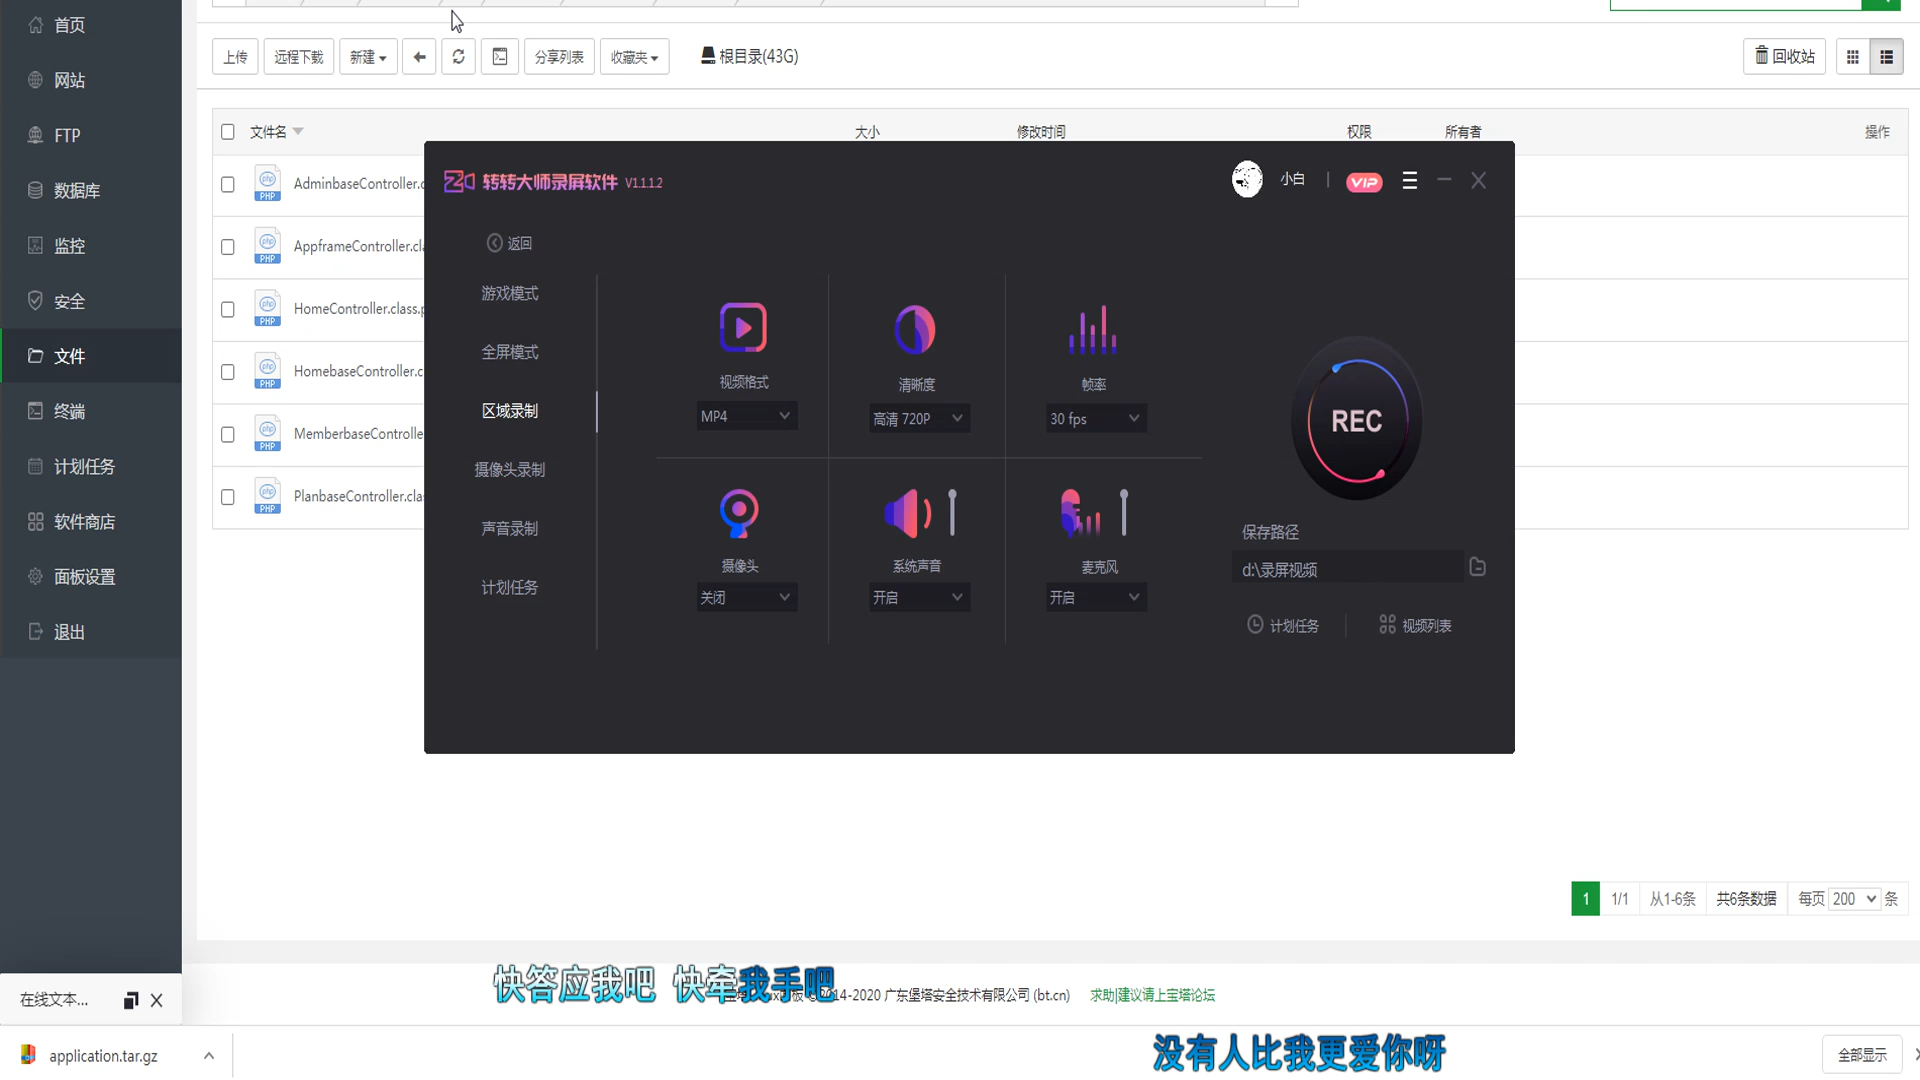 首页
网站
FTP
数据库
监控
安全
文件
终端
计划任务
软件商店
面板设置
退出
上传 远程下载 新建 分享列表 收藏夹 根目录(43G) 回收站
文件名 大小 修改时间 权限 所有者 操作
AdminbaseController.c
AppframeController.cl
HomeController.class.p
HomebaseController.c
MemberbaseControlle
PlanbaseController.cla
转转大师录屏软件 V1.1.1.2 小白 VIP
返回
游戏模式
全屏模式
区域录制
摄像头录制
声音录制
计划任务
视频格式 清晰度 帧率
MP4 高清 720P 30 fps
摄像头 系统声音 麦克风
关闭 开启 开启
REC
保存路径
d:\录屏视频
计划任务 视频列表
1 1/1 从1-6条 共6条数据 每页 200 条
快答应我吧 快牵我手吧
14-2020 广东堡塔安全技术有限公司 (bt.cn) 求助|建议请上宝塔论坛
在线文本...
没有人比我更爱你呀
application.tar.gz
全部显示